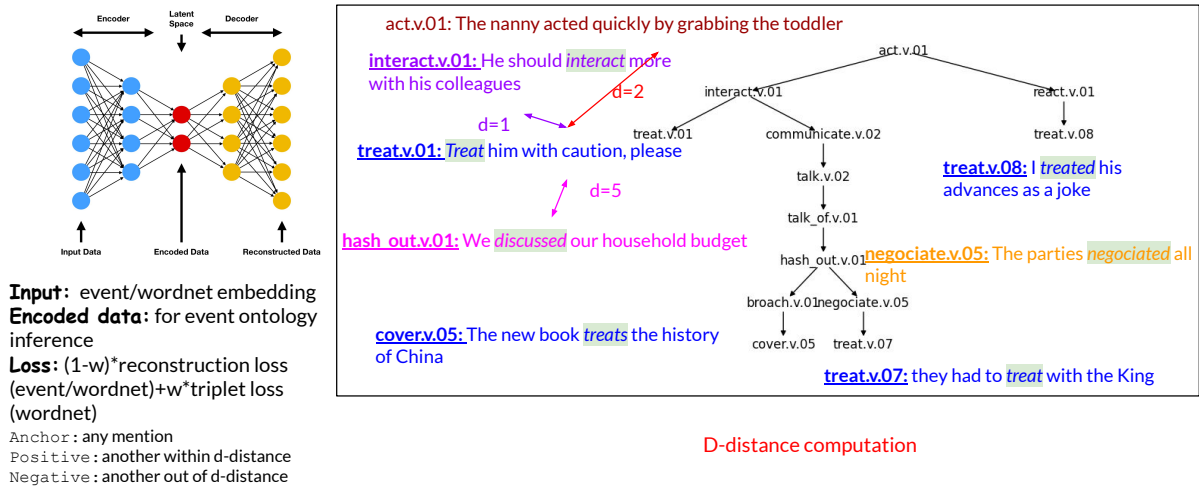 Encoder
Latent
Space
Decoder
Input Data
Encoded Data
Reconstructed Data
Input: event/wordnet embedding
Encoded data: for event ontology
inference
Loss: (1-w)*reconstruction loss
(event/wordnet)+w*triplet loss
(wordnet)
Anchor: any mention
Positive: another within d-distance
Negative: another out of d-distance
act.v.01: The nanny acted quickly by grabbing the toddler
interact.v.01: He should interact more
with his colleagues
d=2
d=1
treat.v.01: Treat him with caution, please
d=5
hash_out.v.01: We discussed our household budget
cover.v.05: The new book treats the history
of China
act.v.01
interact.v.01
react.v.01
treat.v.01
communicate.v.02
treat.v.08
talk.v.02
treat.v.08: I treated his
advances as a joke
talk_of.v.01
hash_out.v.01
negociate.v.05: The parties negociated all
night
broach.v.01
negociate.v.05
cover.v.05
treat.v.07
treat.v.07: they had to treat with the King
D-distance computation